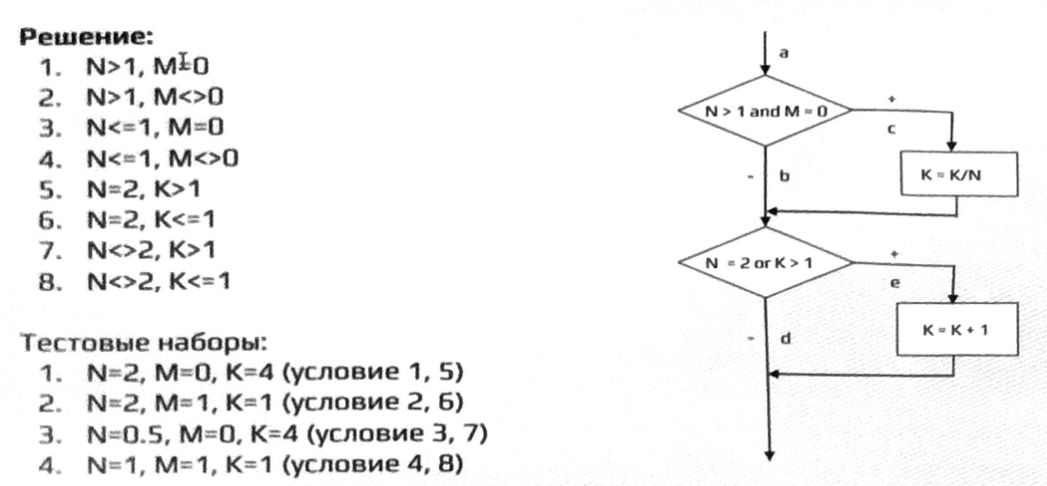 Решение:
1. N>1, M=0
2. N>1, M<>0
3. N<=1, M=0
4. N<=1, M<>0
5. N=2, K>1
6. N=2, K<=1
7. N<>2, K>1
8. N<>2, K<=1
Тестовые наборы:
1. N=2, M=0, K=4 (условие 1, 5)
2. N=2, M=1, K=1 (условие 2, 6)
3. N=0.5, M=0, K=4 (условие 3, 7)
4. N=1, M=1, K=1 (условие 4, 8)
a
N > 1 and M = 0
+
c
K = K/N
- b
N = 2 or K > 1
+
e
K = K + 1
- d